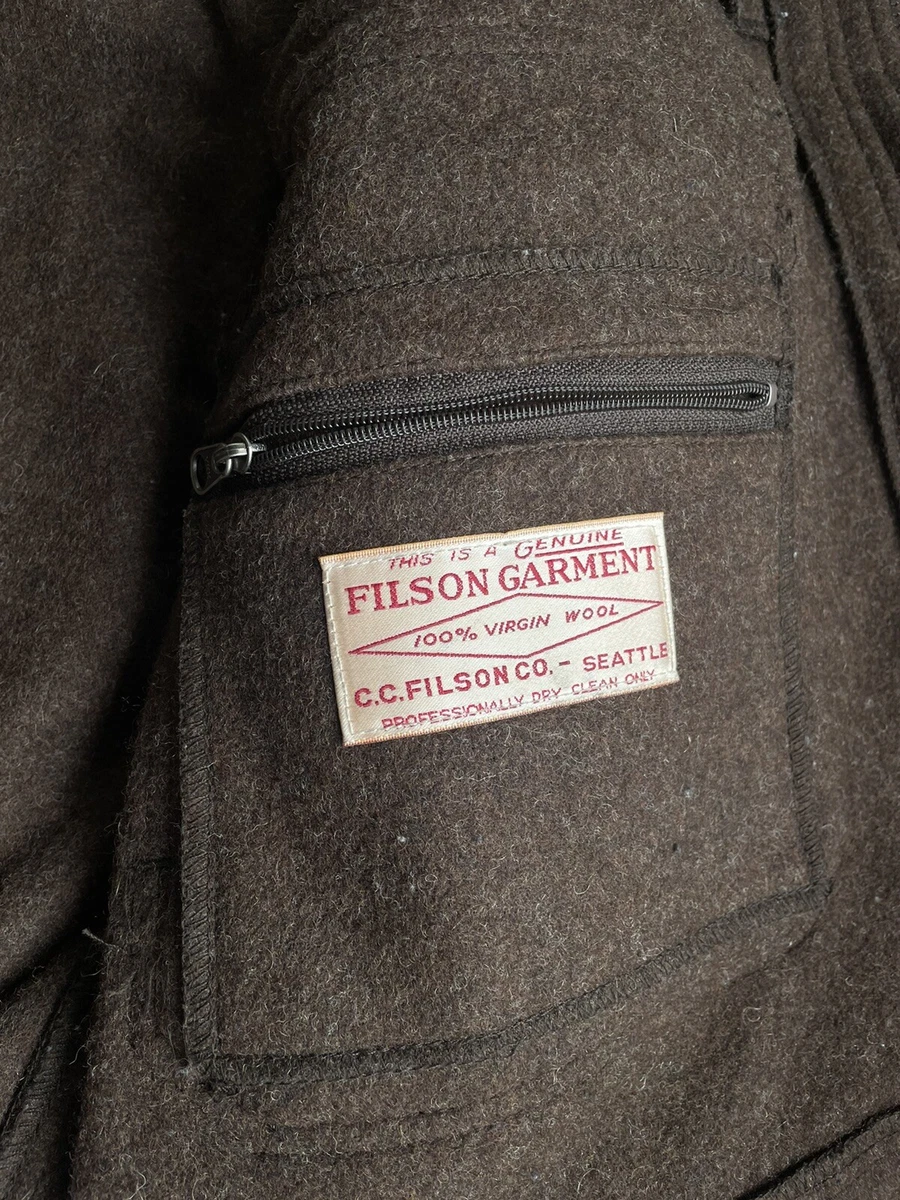 THIS IS A GENUINE
FILSON GARMENT
100% VIRGIN WOOL
C.C.FILSON CO. - SEATTLE
PROFESSIONALLY DRY CLEAN ONLY